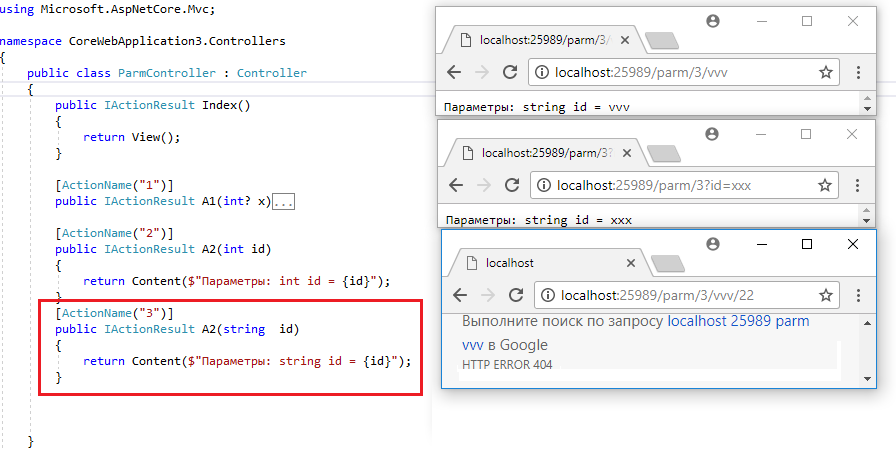 using Microsoft.AspNetCore.Mvc;
namespace CoreWebApplication3.Controllers
{
public class ParmController : Controller
{
public IActionResult Index()
{
return View();
}
[ActionName("1")]
public IActionResult A1(int? x)...
[ActionName("2")]
public IActionResult A2(int id)
{
return Content($"Параметры: int id = {id}");
}
[ActionName("3")]
public IActionResult A2(string  id)
{
return Content($"Параметры: string id = {id}");
}
}
localhost:25989/parm/3/
localhost:25989/parm/3/vvv
Параметры: string id = vvv
localhost:25989/parm/3?
localhost:25989/parm/3?id=xxx
Параметры: string id = xxx
localhost
localhost:25989/parm/3/vvv/22
Выполните поиск по запросу localhost 25989 parm
vvv в Google
HTTP ERROR 404